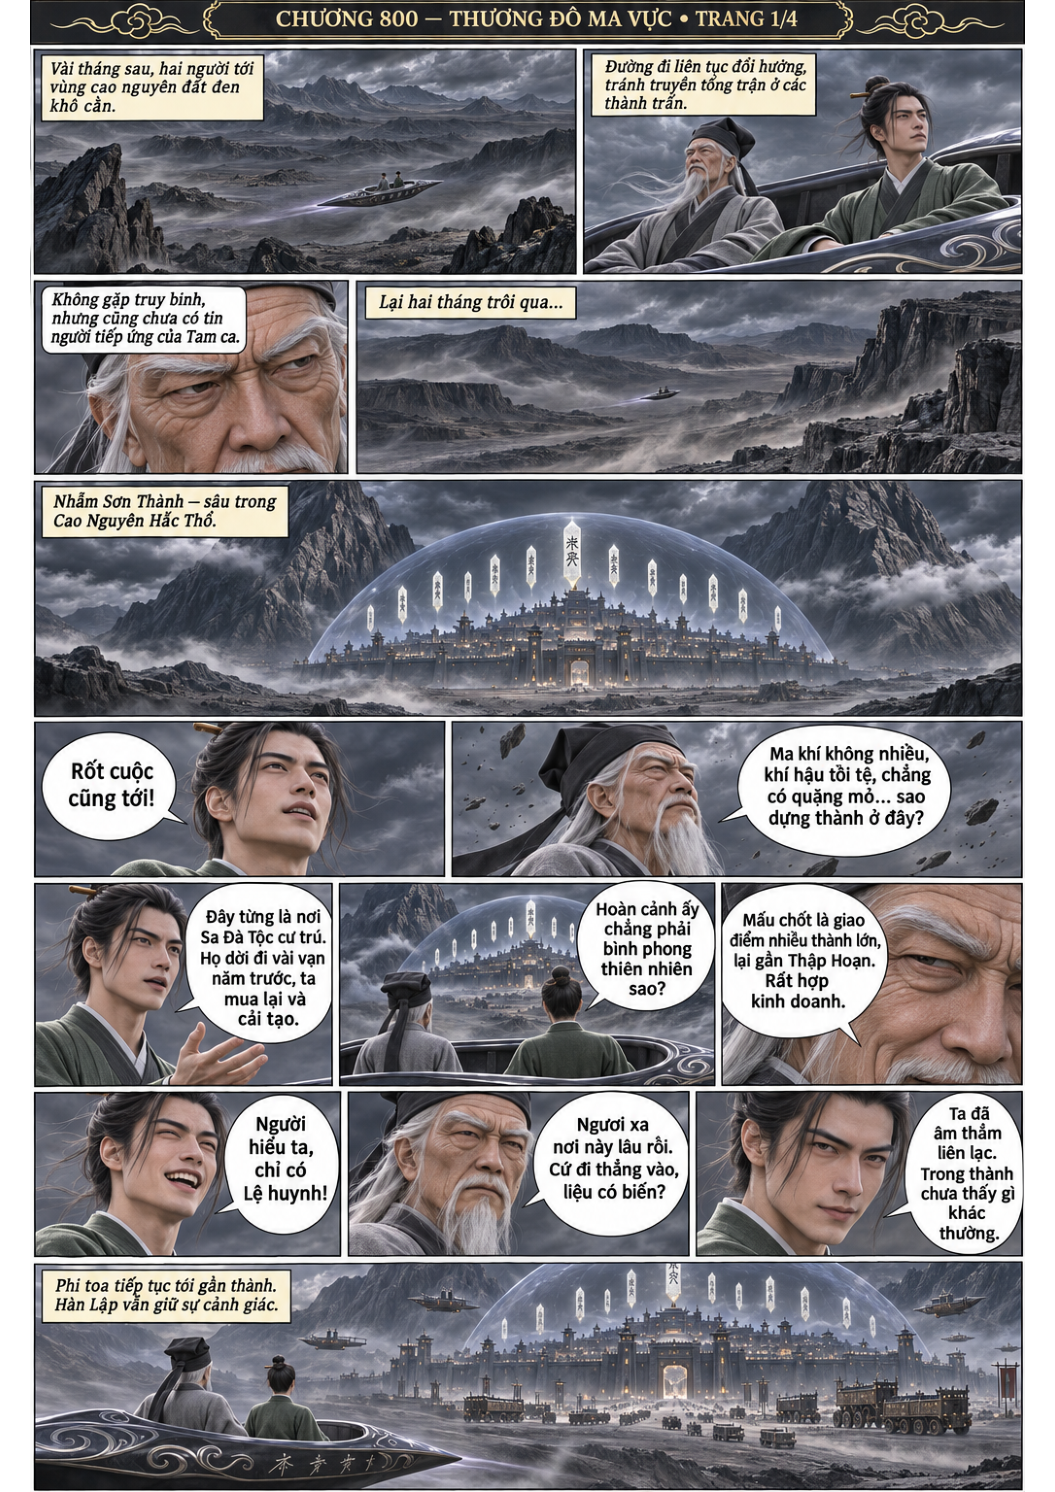 CHƯƠNG 800 — THƯƠNG ĐÔ MA VỰC • TRANG 1/4
Vài tháng sau, hai người tới
vùng cao nguyên đất đen
khô cằn.
Đường đi liên tục đổi hướng,
tránh truyền tống trận ở các
thành trấn.
Không gặp truy binh,
nhưng cũng chưa có tin
người tiếp ứng của Tam ca.
Lại hai tháng trôi qua...
Nhẫm Sơn Thành — sâu trong
Cao Nguyên Hắc Thổ.
Rốt cuộc
cũng tới!
Ma khí không nhiều,
khí hậu tồi tệ, chẳng
có quặng mỏ... sao
dựng thành ở đây?
Đây từng là nơi
Sa Đà Tộc cư trú.
Họ dời đi vài vạn
năm trước, ta
mua lại và
cải tạo.
Hoàn cảnh ấy
chẳng phải
bình phong
thiên nhiên
sao?
Mấu chốt là giao
điểm nhiều thành lớn,
lại gần Thập Hoạn.
Rất hợp
kinh doanh.
Người
hiểu ta,
chỉ có
Lệ huynh!
Ngươi xa
nơi này lâu rồi.
Cứ đi thẳng vào,
liệu có biến?
Ta đã
âm thầm
liên lạc.
Trong thành
chưa thấy gì
khác
thường.
Phi toa tiếp tục tói gần thành.
Hàn Lập vẫn giữ sự cảnh giác.